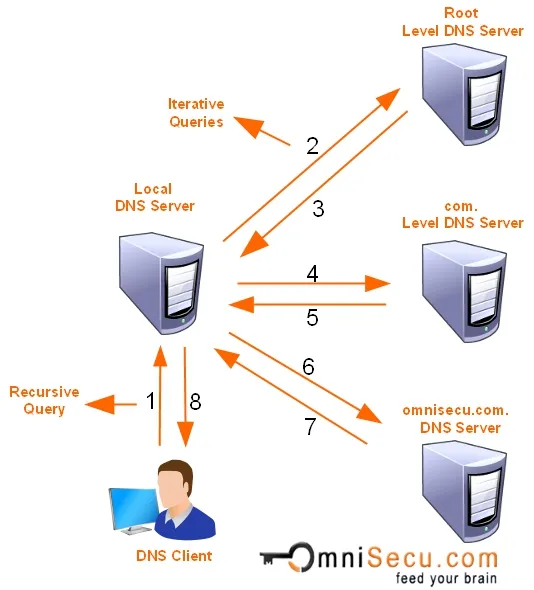 Root
Level DNS Server
Iterative
Queries
2
3
Local
DNS Server
com.
Level DNS Server
4
5
6
7
omnisecu.com.
DNS Server
Recursive
Query
1
8
DNS Client
OmniSecu.com
feed your brain